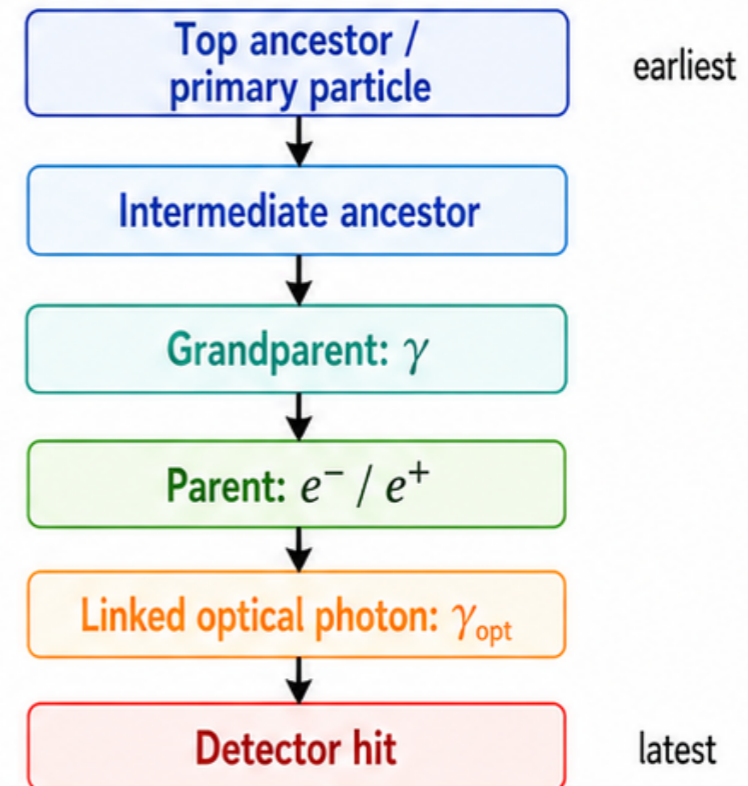 Top ancestor /
primary particle
earliest
Intermediate ancestor
Grandparent: γ
Parent: e⁻ / e⁺
Linked optical photon: γ_opt
Detector hit
latest